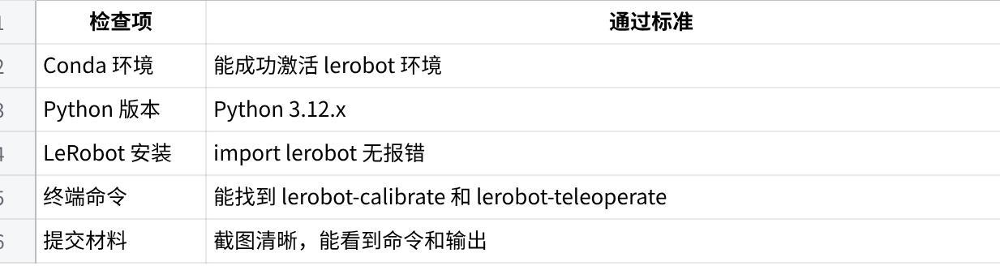 1 检查项 通过标准
2 Conda 环境 能成功激活 lerobot 环境
3 Python 版本 Python 3.12.x
4 LeRobot 安装 import lerobot 无报错
5 终端命令 能找到 lerobot-calibrate 和 lerobot-teleoperate
6 提交材料 截图清晰，能看到命令和输出